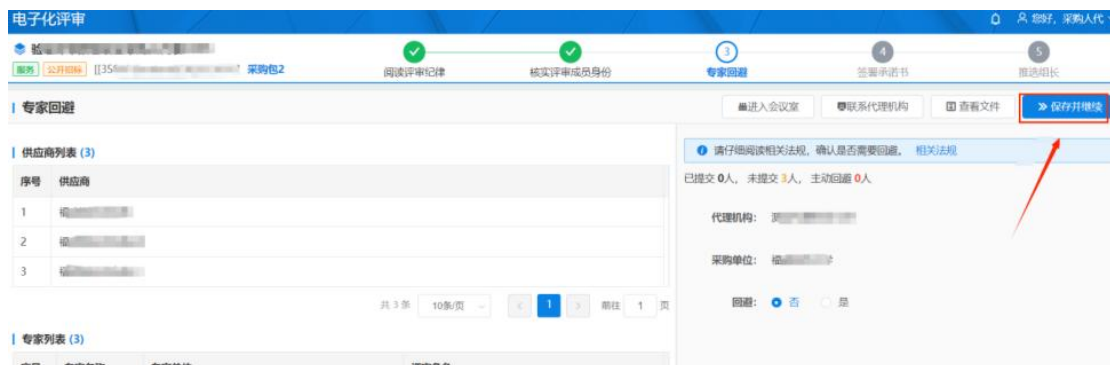 电子化评审
您好，采购人代
服务 公开招标 [[355 采购包2
阅读评审纪律
核实评审成员身份
3 专家回避
4 签署承诺书
5 推选组长
专家回避
进入会议室
联系代理机构
查看文件
保存并继续
供应商列表 (3)
请仔细阅读相关法规，确认是否需要回避。 相关法规
序号 供应商
已提交 0人， 未提交 3人， 主动回避 0人
1
代理机构：
2
采购单位：
3
共 3 条 10条/页 < 1 > 前往 1 页
回避： 否 是
专家列表 (3)